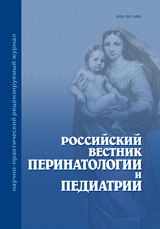 научно-практический рецензируемый журнал
РОССИЙСКИЙ
ВЕСТНИК
ПЕРИНАТОЛОГИИ
И
ПЕДИАТРИИ